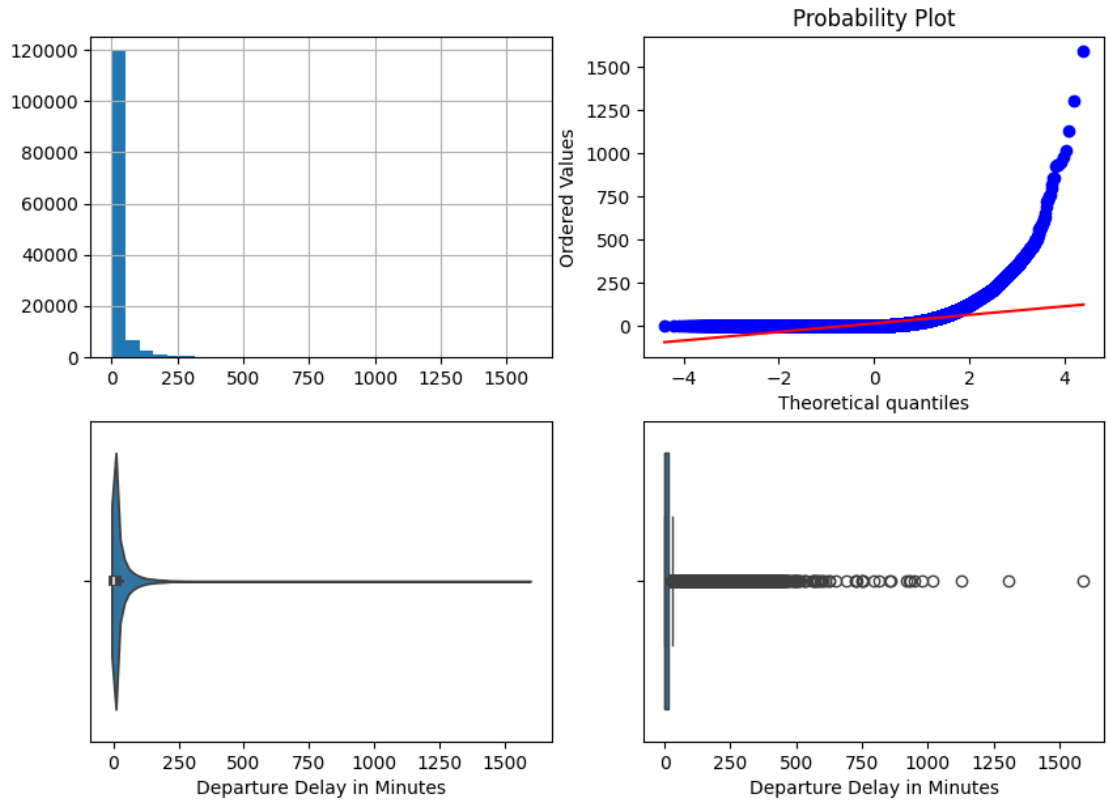 Probability Plot
120000
100000
80000
60000
40000
20000
0
0 250 500 750 1000 1250 1500
Ordered Values
1500
1250
1000
750
500
250
0
−4 −2 0 2 4
Theoretical quantiles
0 250 500 750 1000 1250 1500
Departure Delay in Minutes
0 250 500 750 1000 1250 1500
Departure Delay in Minutes